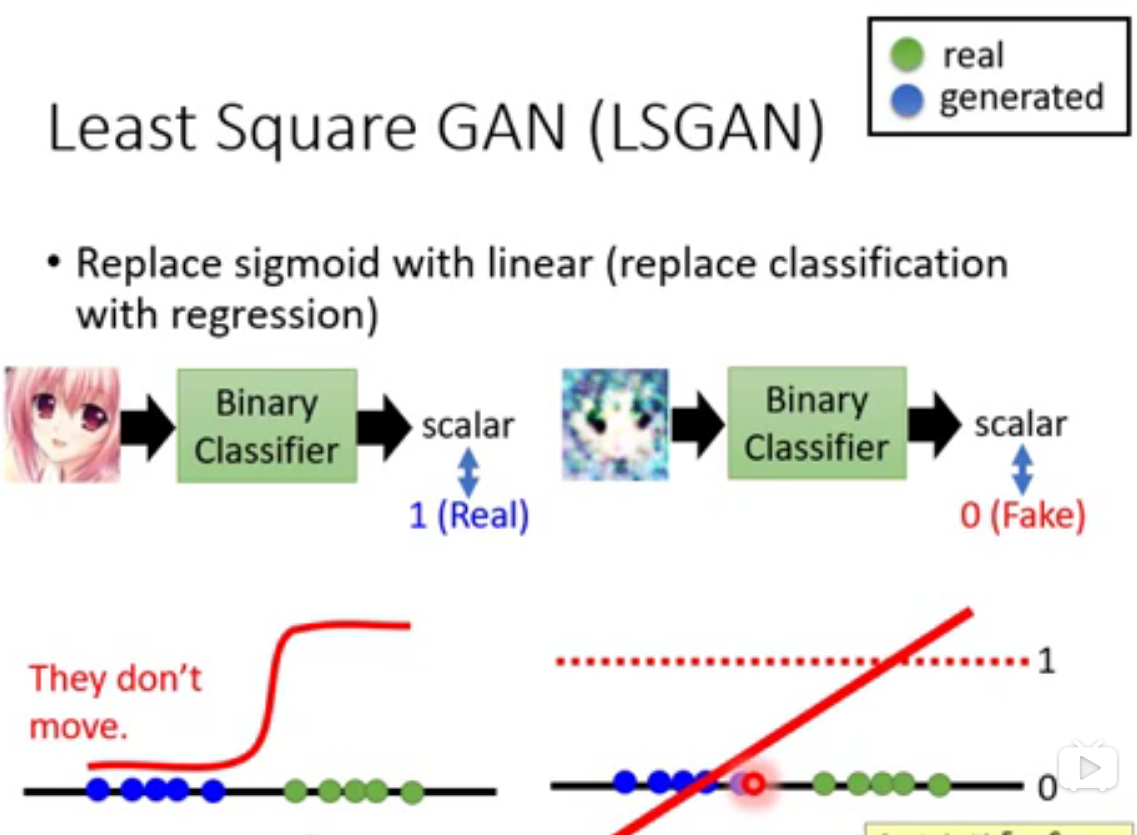 real
generated
Least Square GAN (LSGAN)
• Replace sigmoid with linear (replace classification
with regression)
Binary
Classifier
scalar
1 (Real)
Binary
Classifier
scalar
0 (Fake)
They don't
move.
1
0